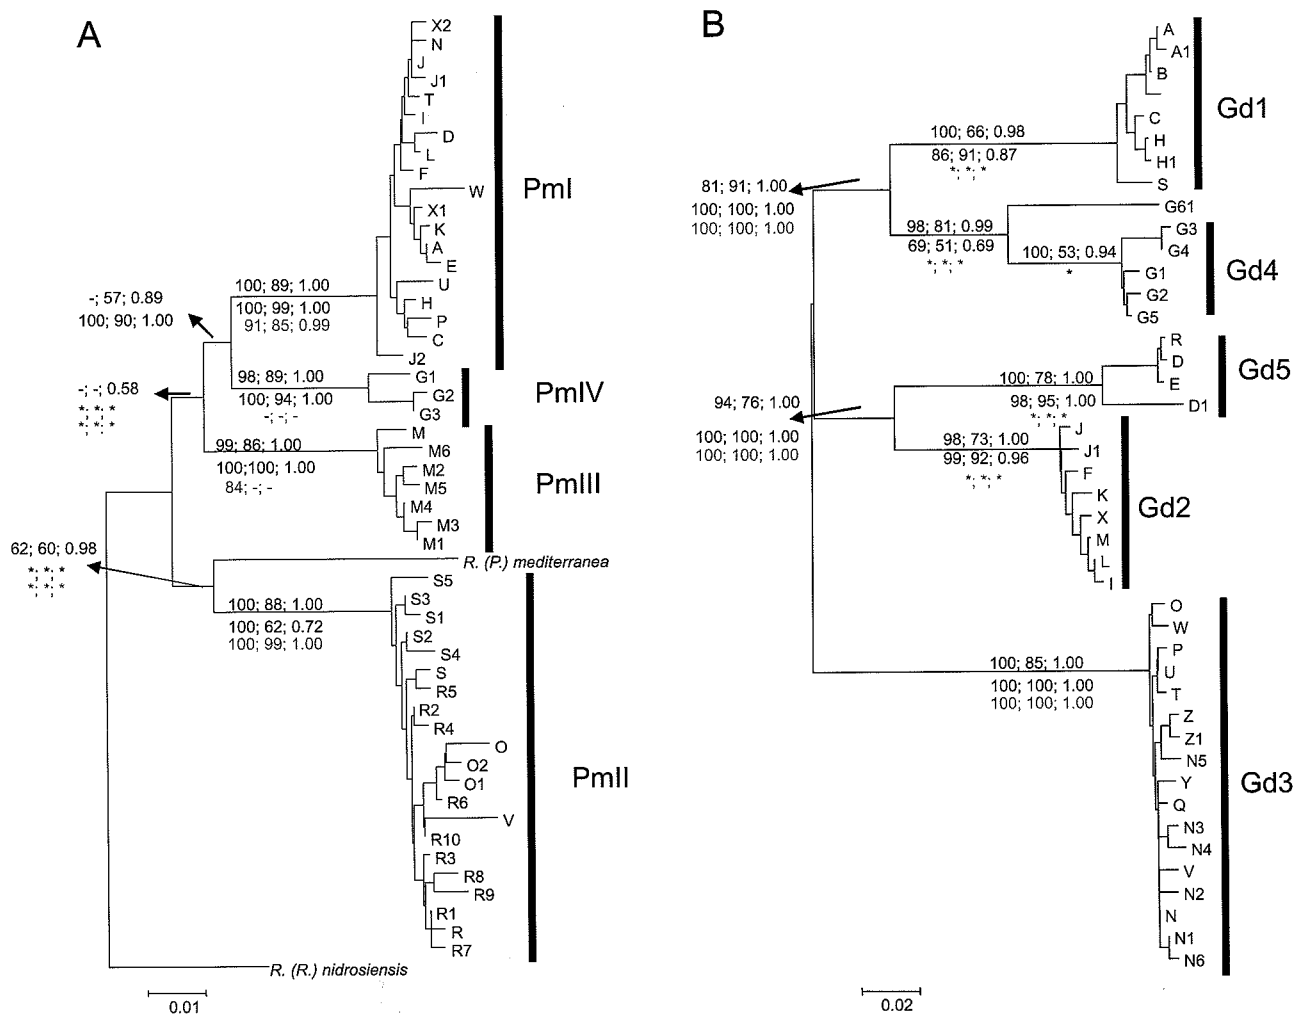 A
X2
N
J
J1
T
I
D
L
F
W
X1
K
A
E
U
H
P
C
J2
PmI
100; 89; 1.00
100; 99; 1.00
91; 85; 0.99
-; 57; 0.89
100; 90; 1.00
G1
G2
G3
PmIV
98; 89; 1.00
100; 94; 1.00
-; -; -
-; -; 0.58
*; *; *
*; *; *
M
M6
M2
M5
M4
M3
M1
PmIII
99; 86; 1.00
100;100; 1.00
84; -; -
R. (P.) mediterranea
62; 60; 0.98
*; *; *
*; *; *
S5
S3
S1
S2
S4
S
R5
R2
R4
O
O2
O1
R6
V
R10
R3
R8
R9
R1
R
R7
PmII
100; 88; 1.00
100; 62; 0.72
100; 99; 1.00
R. (R.) nidrosiensis
0.01
B
A
A1
B
C
H
H1
S
Gd1
100; 66; 0.98
86; 91; 0.87
*; *; *
81; 91; 1.00
100; 100; 1.00
100; 100; 1.00
G61
G3
G4
G1
G2
G5
Gd4
98; 81; 0.99
69; 51; 0.69
*; *; *
100; 53; 0.94
*
R
D
E
D1
Gd5
100; 78; 1.00
98; 95; 1.00
*; *; *
94; 76; 1.00
100; 100; 1.00
100; 100; 1.00
J
J1
F
K
X
M
L
I
Gd2
98; 73; 1.00
99; 92; 0.96
*; *; *
O
W
P
U
T
Z
Z1
N5
Y
Q
N3
N4
V
N2
N
N1
N6
Gd3
100; 85; 1.00
100; 100; 1.00
100; 100; 1.00
0.02